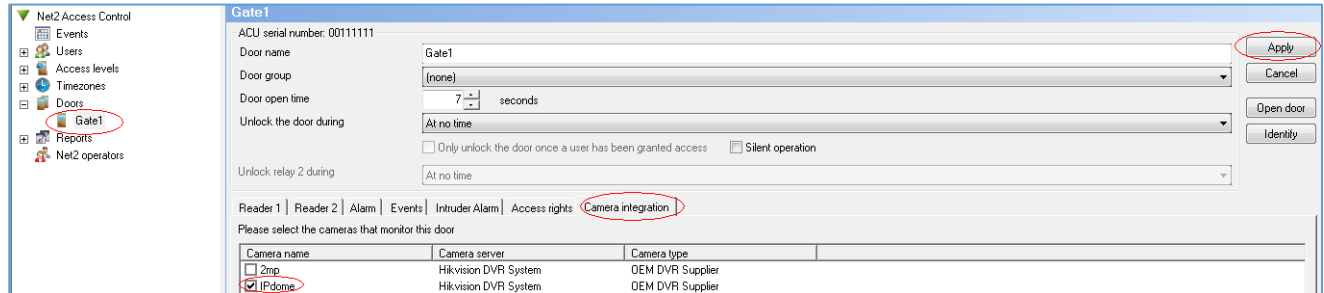 Net2 Access Control
Events
Users
Access levels
Timezones
Doors
Gate1
Reports
Net2 operators
Gate1
ACU serial number: 00111111
Door name Gate1
Door group (none)
Door open time 7 seconds
Unlock the door during At no time
Only unlock the door once a user has been granted access Silent operation
Unlock relay 2 during At no time
Apply
Cancel
Open door
Identify
Reader 1 Reader 2 Alarm Events Intruder Alarm Access rights Camera integration
Please select the cameras that monitor this door
Camera name Camera server Camera type
2mp Hikvision DVR System OEM DVR Supplier
IPdome Hikvision DVR System OEM DVR Supplier